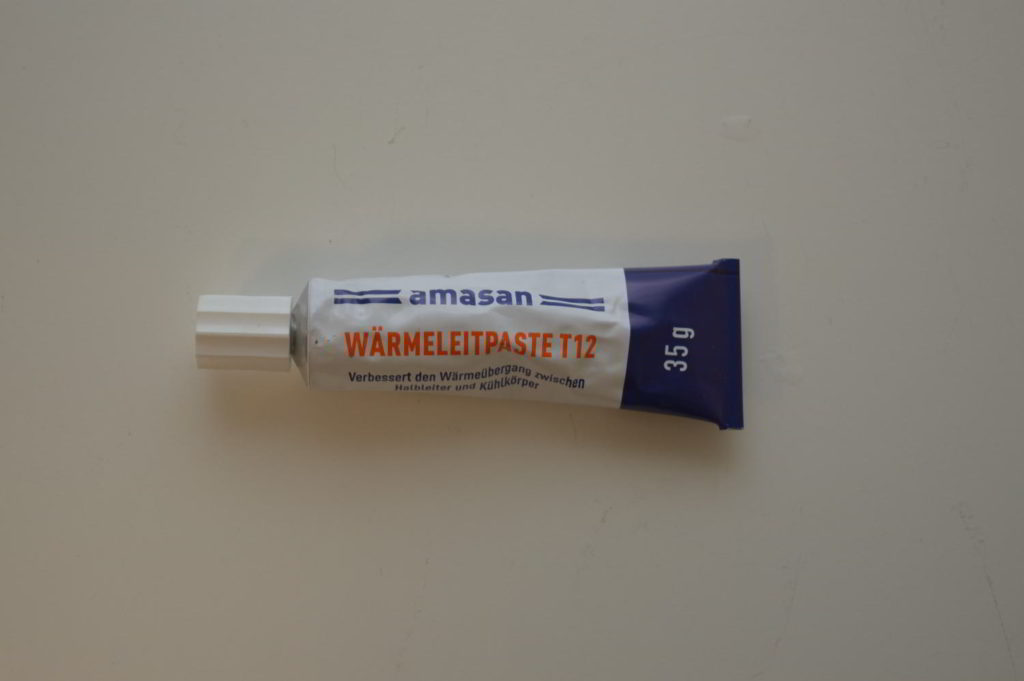 amasan
WÄRMELEITPASTE T12
Verbessert den Wärmeübergang zwischen
Halbleiter und Kühlkörper
35 g